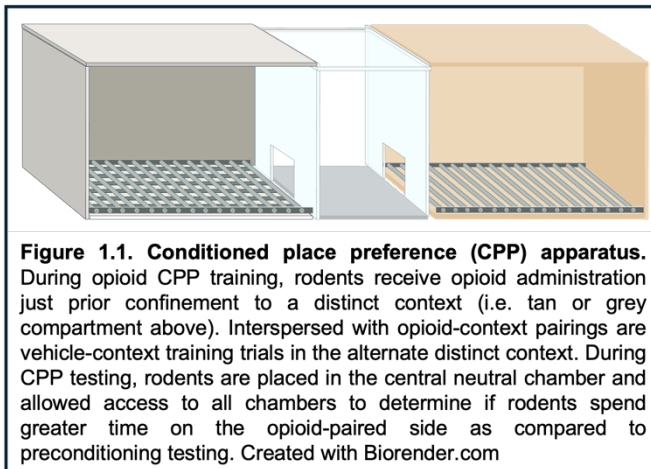 Figure 1.1. Conditioned place preference (CPP) apparatus.
During opioid CPP training, rodents receive opioid administration
just prior confinement to a distinct context (i.e. tan or grey
compartment above). Interspersed with opioid-context pairings are
vehicle-context training trials in the alternate distinct context. During
CPP testing, rodents are placed in the central neutral chamber and
allowed access to all chambers to determine if rodents spend
greater time on the opioid-paired side as compared to
preconditioning testing. Created with Biorender.com